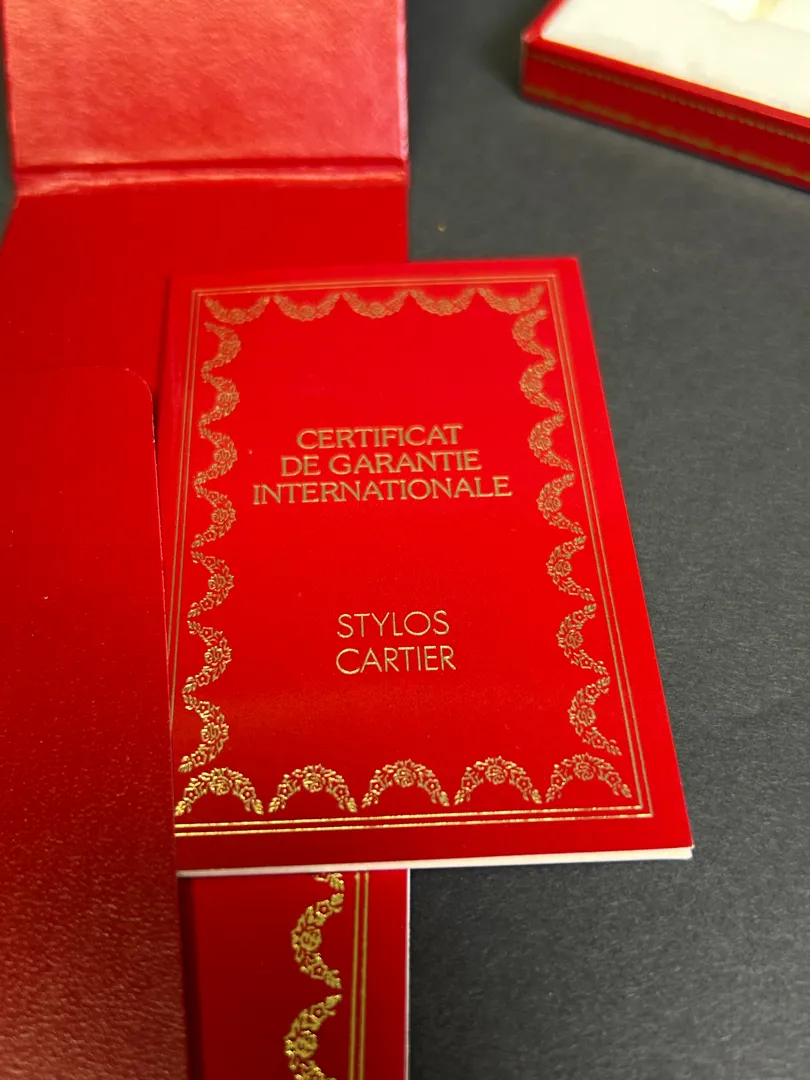 CERTIFICAT
DE GARANTIE
INTERNATIONALE
STYLOS
CARTIER